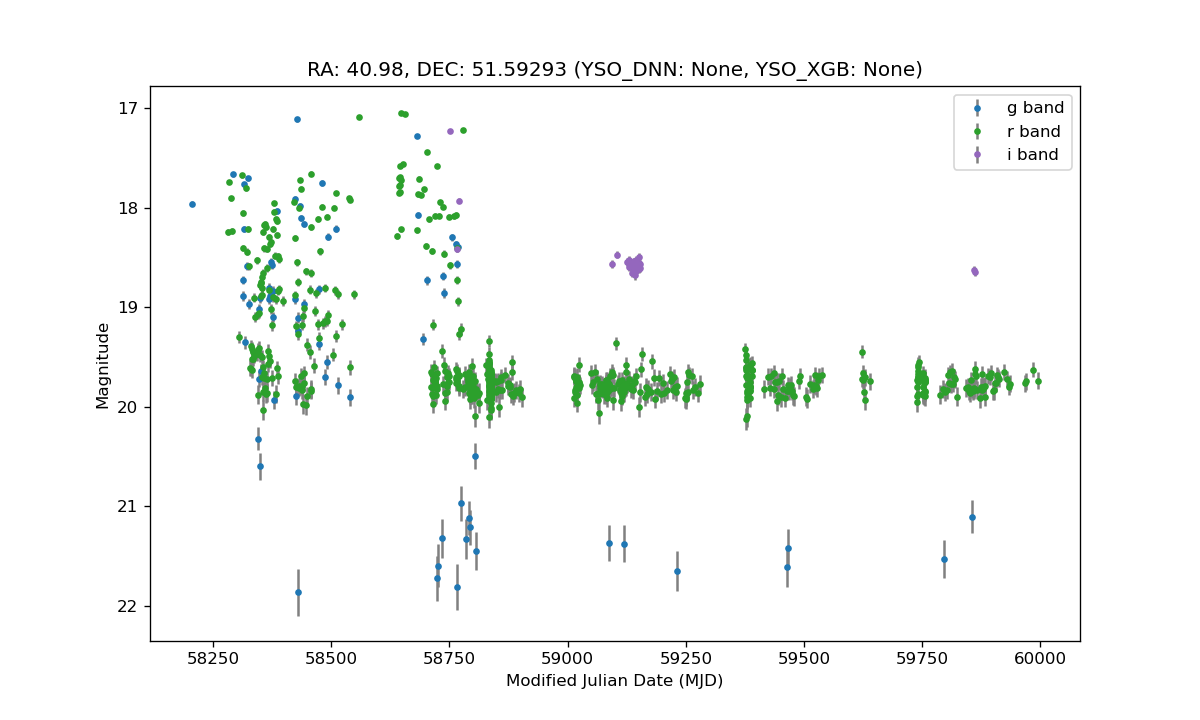 RA: 40.98, DEC: 51.59293 (YSO_DNN: None, YSO_XGB: None)
g band
r band
i band
17
18
19
20
21
22
Magnitude
58250 58500 58750 59000 59250 59500 59750 60000
Modified Julian Date (MJD)